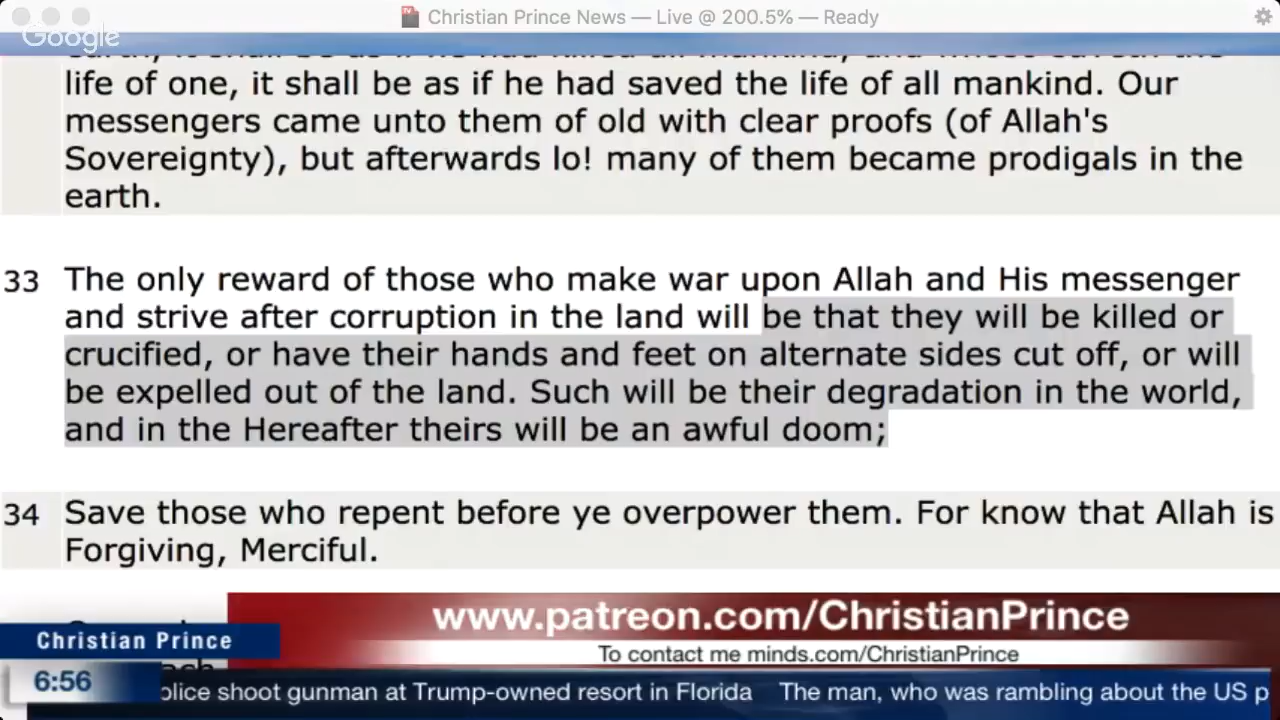 Christian Prince News — Live @ 200.5% — Ready
Google
life of one, it shall be as if he had saved the life of all mankind. Our
messengers came unto them of old with clear proofs (of Allah's
Sovereignty), but afterwards lo! many of them became prodigals in the
earth.
33 The only reward of those who make war upon Allah and His messenger
and strive after corruption in the land will be that they will be killed or
crucified, or have their hands and feet on alternate sides cut off, or will
be expelled out of the land. Such will be their degradation in the world,
and in the Hereafter theirs will be an awful doom;
34 Save those who repent before ye overpower them. For know that Allah is
Forgiving, Merciful.
www.patreon.com/ChristianPrince
Christian Prince
To contact me minds.com/ChristianPrince
6:56
olice shoot gunman at Trump-owned resort in Florida The man, who was rambling about the US p